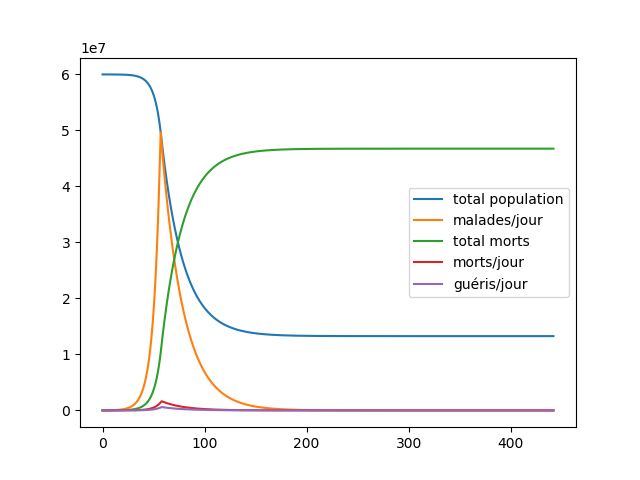 1e7
6
5
4
3
2
1
0
total population
malades/jour
total morts
morts/jour
guéris/jour
0 100 200 300 400